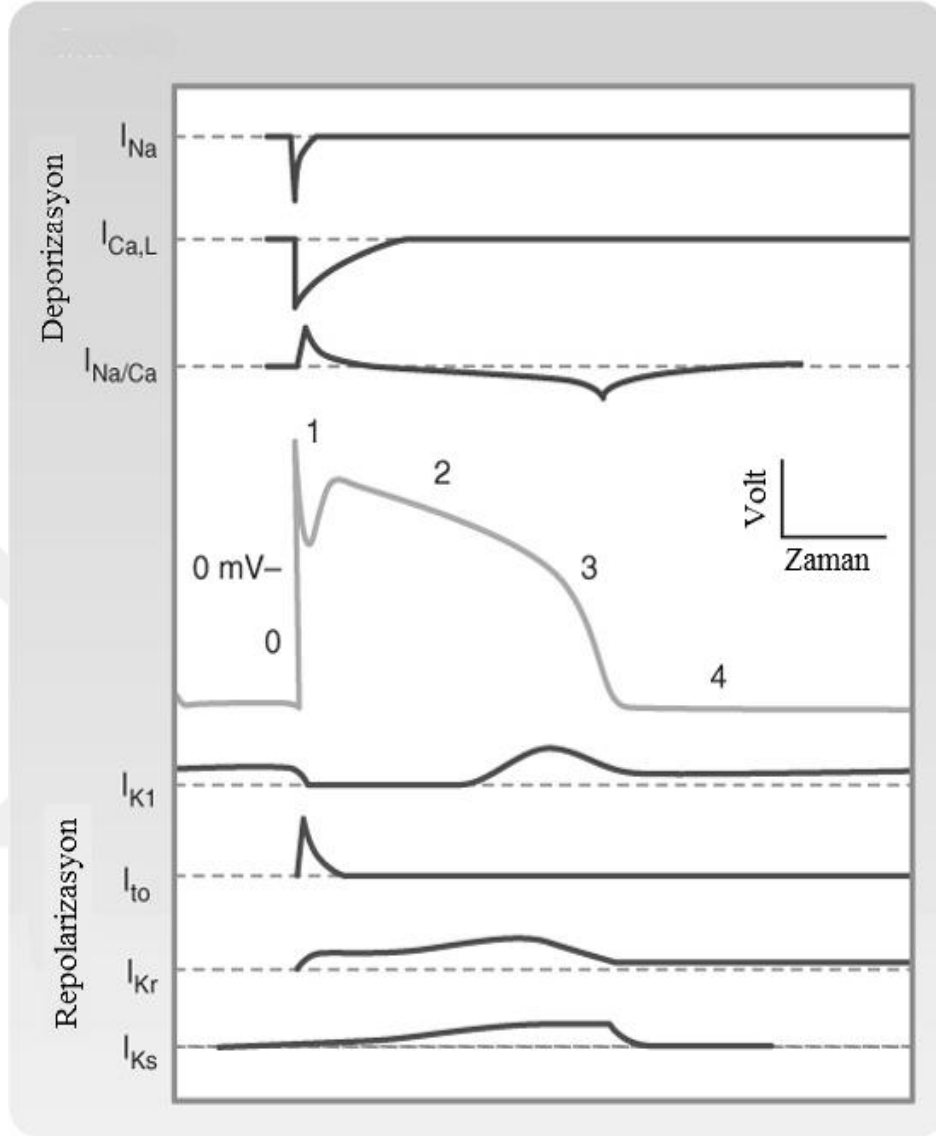 Deporizasyon
I_Na
I_Ca,L
I_Na/Ca
1
2
Volt
Zaman
0 mV–
3
0
4
Repolarizasyon
I_K1
I_to
I_Kr
I_Ks